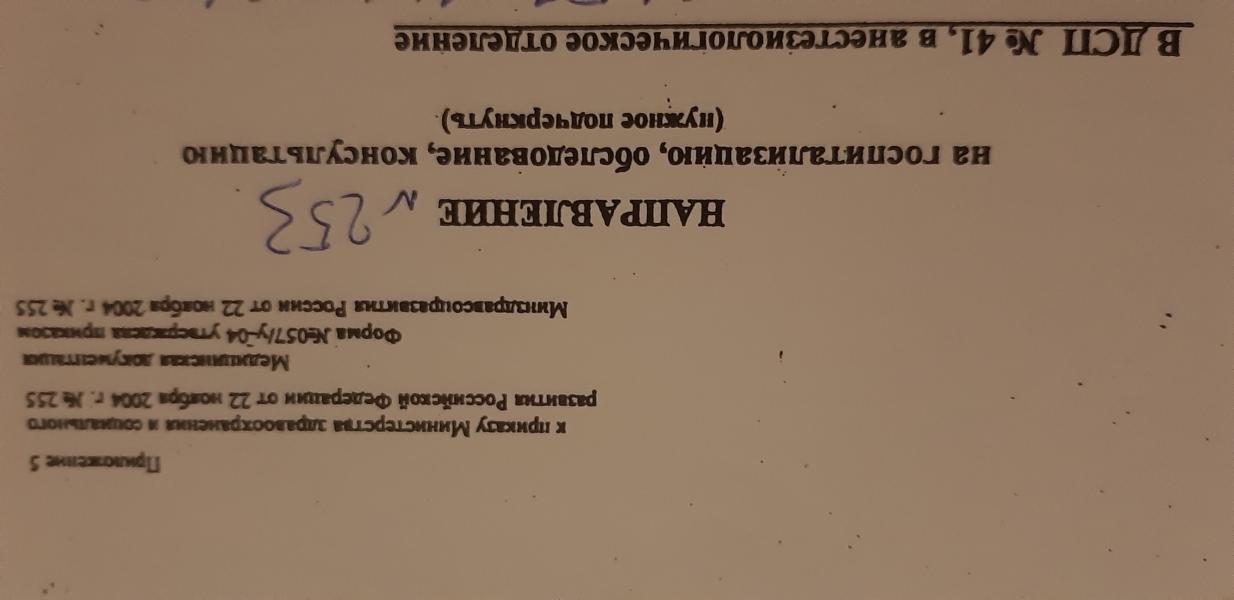 Приложение 5
к приказу Министерства здравоохранения и социального
развития Российской Федерации от 22 ноября 2004 г. № 255
Медицинская документация
Форма №057/у-04 утверждена приказом
Минздравсоцразвития России от 22 ноября 2004 г. № 255
НАПРАВЛЕНИЕ N 253
на госпитализацию, обследование, консультацию
(нужное подчеркнуть)
В ДСП № 41, в анестезиологическое отделение